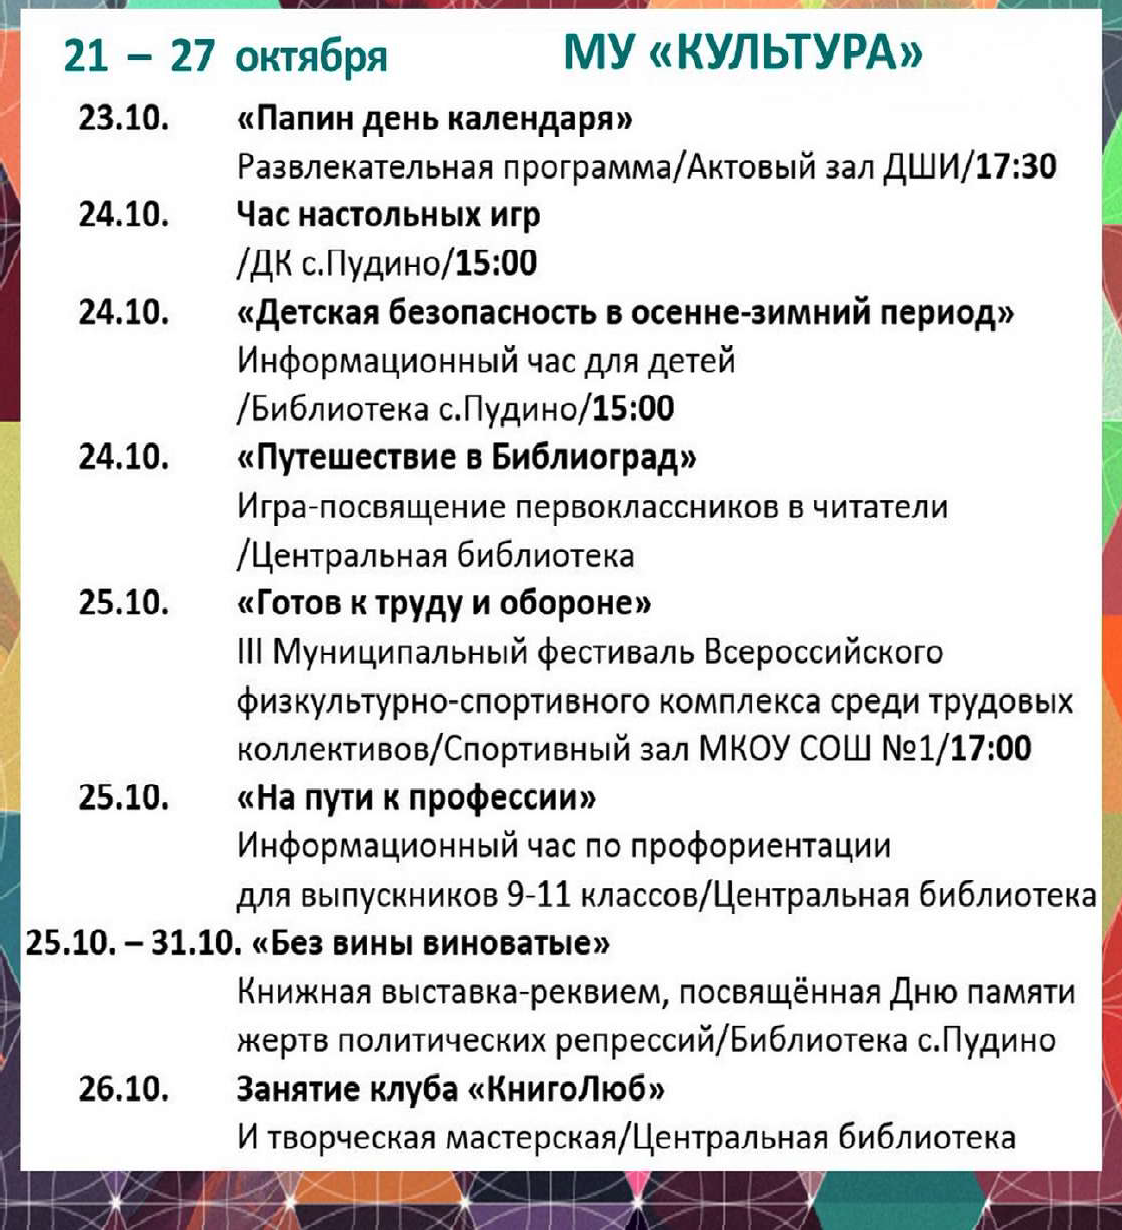 21 – 27 октября МУ «КУЛЬТУРА»
23.10. «Папин день календаря»
Развлекательная программа/Актовый зал ДШИ/17:30
24.10. Час настольных игр
/ДК с.Пудино/15:00
24.10. «Детская безопасность в осенне-зимний период»
Информационный час для детей
/Библиотека с.Пудино/15:00
24.10. «Путешествие в Библиоград»
Игра-посвящение первоклассников в читатели
/Центральная библиотека
25.10. «Готов к труду и обороне»
III Муниципальный фестиваль Всероссийского
физкультурно-спортивного комплекса среди трудовых
коллективов/Спортивный зал МКОУ СОШ №1/17:00
25.10. «На пути к профессии»
Информационный час по профориентации
для выпускников 9-11 классов/Центральная библиотека
25.10. – 31.10. «Без вины виноватые»
Книжная выставка-реквием, посвящённая Дню памяти
жертв политических репрессий/Библиотека с.Пудино
26.10. Занятие клуба «КнигоЛюб»
И творческая мастерская/Центральная библиотека